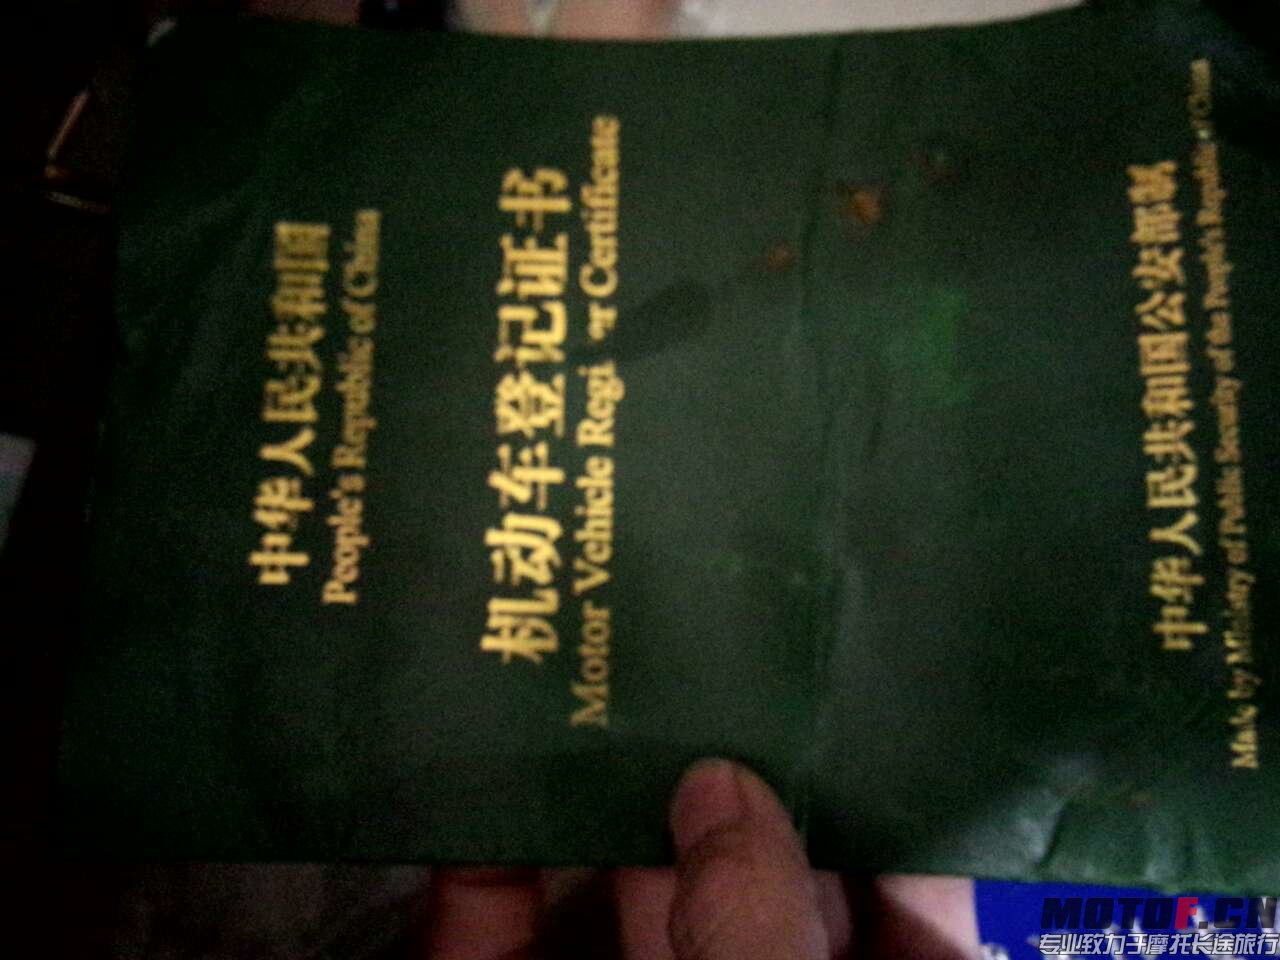 中华人民共和国
People's Republic of China
机动车登记证书
Motor Vehicle Regi er Certificate
中华人民共和国公安部制
Made by Ministry of Public Security of the People's Republic of China
MOTOF.CN
专业致力于摩托长途旅行